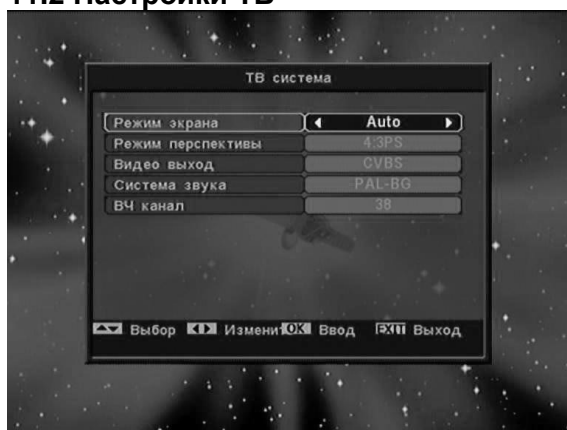 11.2 Настройки ТВ
ТВ система
Режим экрана Auto
Режим перспективы 4:3PS
Видео выход CVBS
Система звука PAL-BG
ВЧ канал 38
Выбор Изменит OK Ввод EXIT Выход